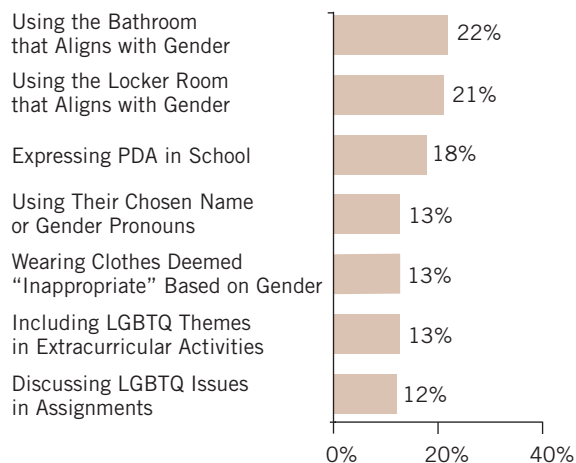 Using the Bathroom
that Aligns with Gender
22%
Using the Locker Room
that Aligns with Gender
21%
Expressing PDA in School
18%
Using Their Chosen Name
or Gender Pronouns
13%
Wearing Clothes Deemed
“Inappropriate” Based on Gender
13%
Including LGBTQ Themes
in Extracurricular Activities
13%
Discussing LGBTQ Issues
in Assignments
12%
0% 20% 40%